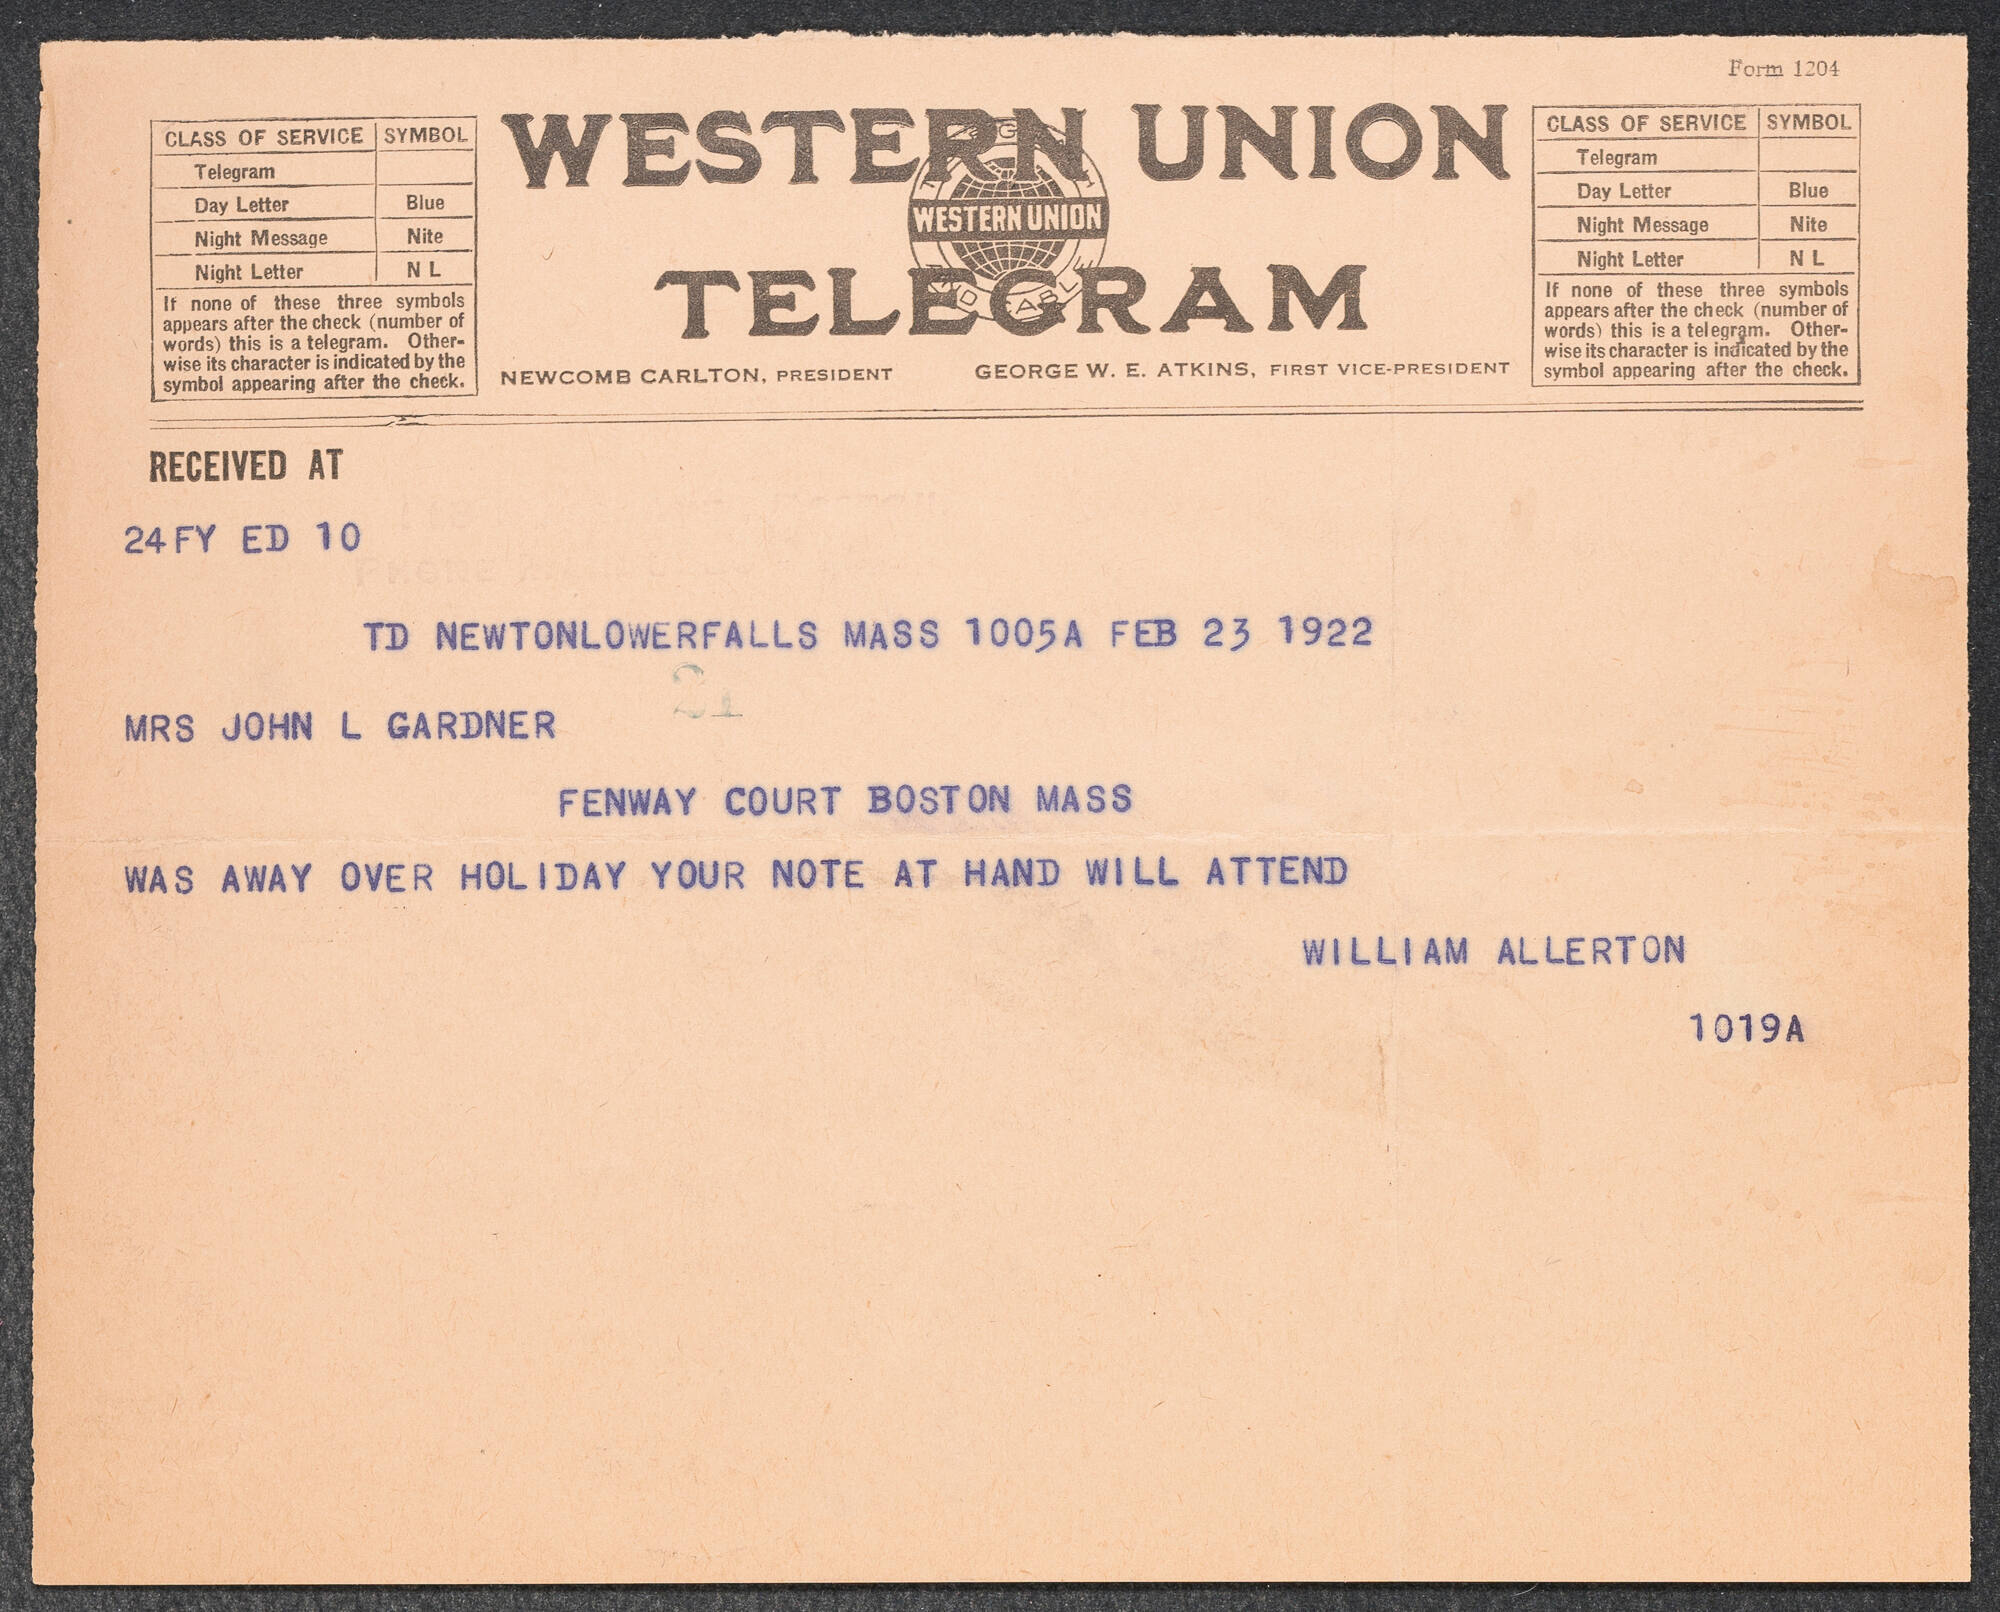 Form 1204
CLASS OF SERVICE SYMBOL
Telegram
Day Letter Blue
Night Message Nite
Night Letter N L
If none of these three symbols
appears after the check (number of
words) this is a telegram. Other-
wise its character is indicated by the
symbol appearing after the check.
WESTERN UNION
WESTERN UNION
TELEGRAM
NEWCOMB CARLTON, PRESIDENT GEORGE W. E. ATKINS, FIRST VICE-PRESIDENT
CLASS OF SERVICE SYMBOL
Telegram
Day Letter Blue
Night Message Nite
Night Letter N L
If none of these three symbols
appears after the check (number of
words) this is a telegram. Other-
wise its character is indicated by the
symbol appearing after the check.
RECEIVED AT
24FY ED 10
TD NEWTONLOWERFALLS MASS 1005A FEB 23 1922
MRS JOHN L GARDNER
FENWAY COURT BOSTON MASS
WAS AWAY OVER HOLIDAY YOUR NOTE AT HAND WILL ATTEND
WILLIAM ALLERTON
1019A